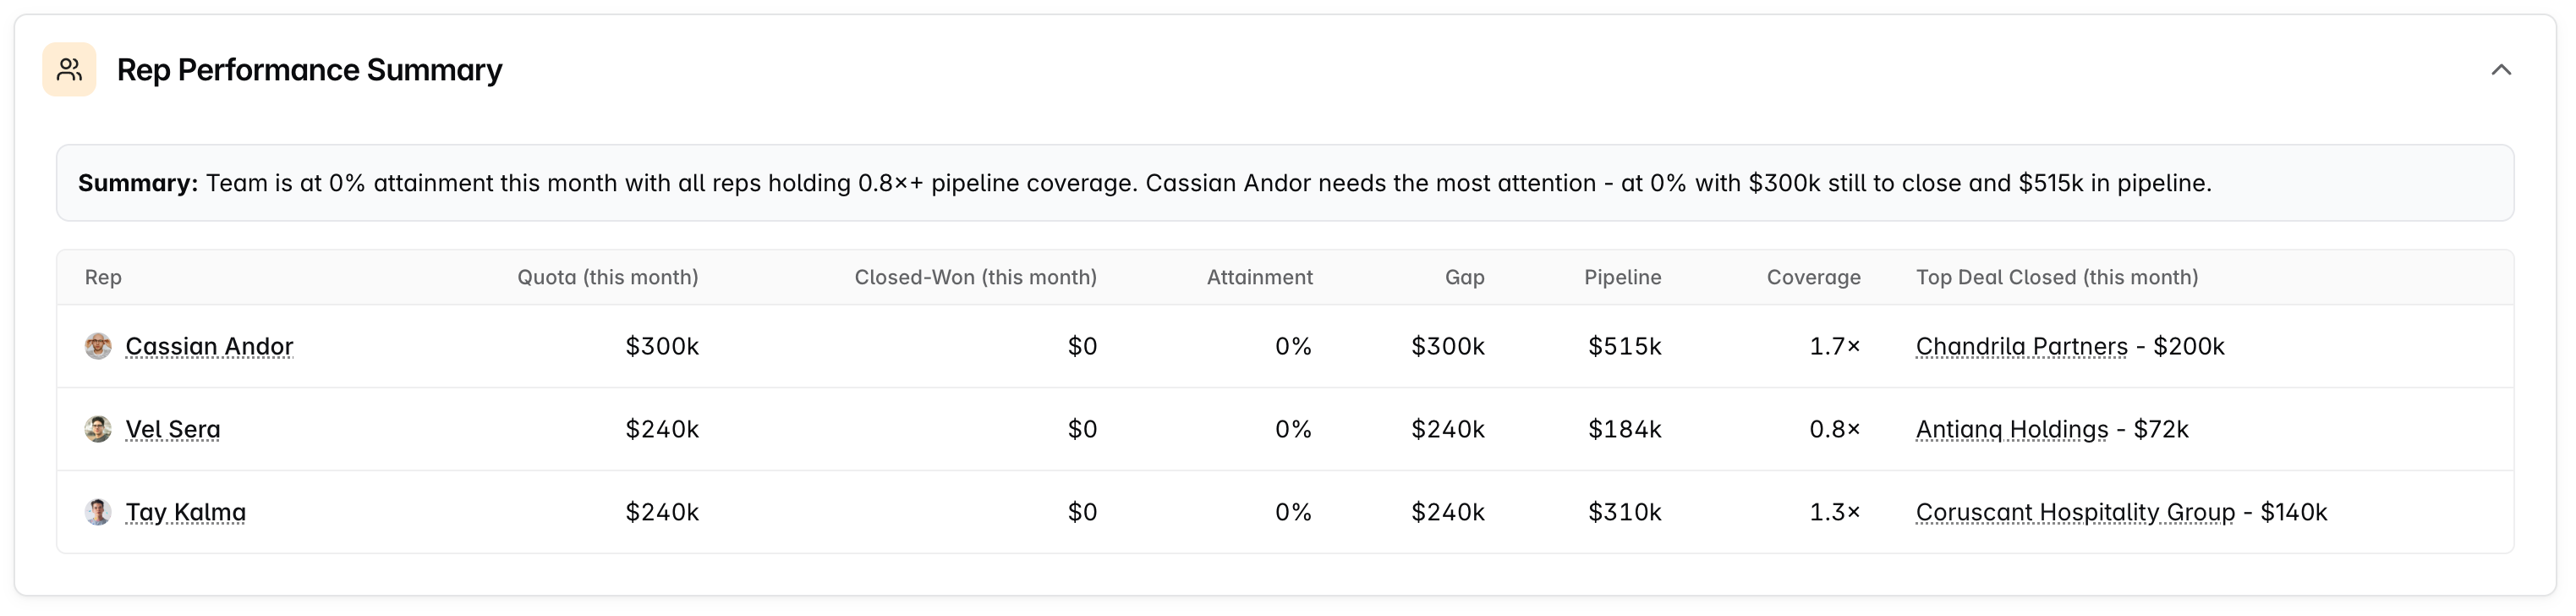 Rep Performance Summary
Summary: Team is at 0% attainment this month with all reps holding 0.8×+ pipeline coverage. Cassian Andor needs the most attention - at 0% with $300k still to close and $515k in pipeline.
Rep Quota (this month) Closed-Won (this month) Attainment Gap Pipeline Coverage Top Deal Closed (this month)
Cassian Andor $300k $0 0% $300k $515k 1.7× Chandrila Partners - $200k
Vel Sera $240k $0 0% $240k $184k 0.8× Antianq Holdings - $72k
Tay Kalma $240k $0 0% $240k $310k 1.3× Coruscant Hospitality Group - $140k